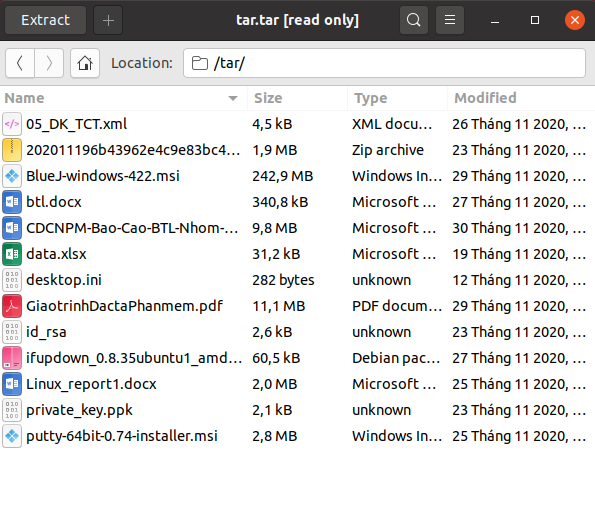 Extract tar.tar [read only]
Location: /tar/
Name Size Type Modified
05_DK_TCT.xml 4,5 kB XML docu… 26 Tháng 11 2020, …
202011196b43962e4c9e83bc4… 1,9 MB Zip archive 23 Tháng 11 2020, …
BlueJ-windows-422.msi 242,9 MB Windows In… 29 Tháng 11 2020, …
btl.docx 340,8 kB Microsoft … 27 Tháng 11 2020, …
CDCNPM-Bao-Cao-BTL-Nhom-… 9,8 MB Microsoft … 30 Tháng 11 2020, …
data.xlsx 31,2 kB Microsoft … 19 Tháng 11 2020, …
desktop.ini 282 bytes unknown 12 Tháng 11 2020, …
GiaotrinhDactaPhanmem.pdf 11,1 MB PDF docum… 29 Tháng 11 2020, …
id_rsa 2,6 kB unknown 23 Tháng 11 2020, …
ifupdown_0.8.35ubuntu1_amd… 60,5 kB Debian pac… 27 Tháng 11 2020, …
Linux_report1.docx 2,0 MB Microsoft … 25 Tháng 11 2020, …
private_key.ppk 2,1 kB unknown 23 Tháng 11 2020, …
putty-64bit-0.74-installer.msi 2,8 MB Windows In… 25 Tháng 11 2020, …